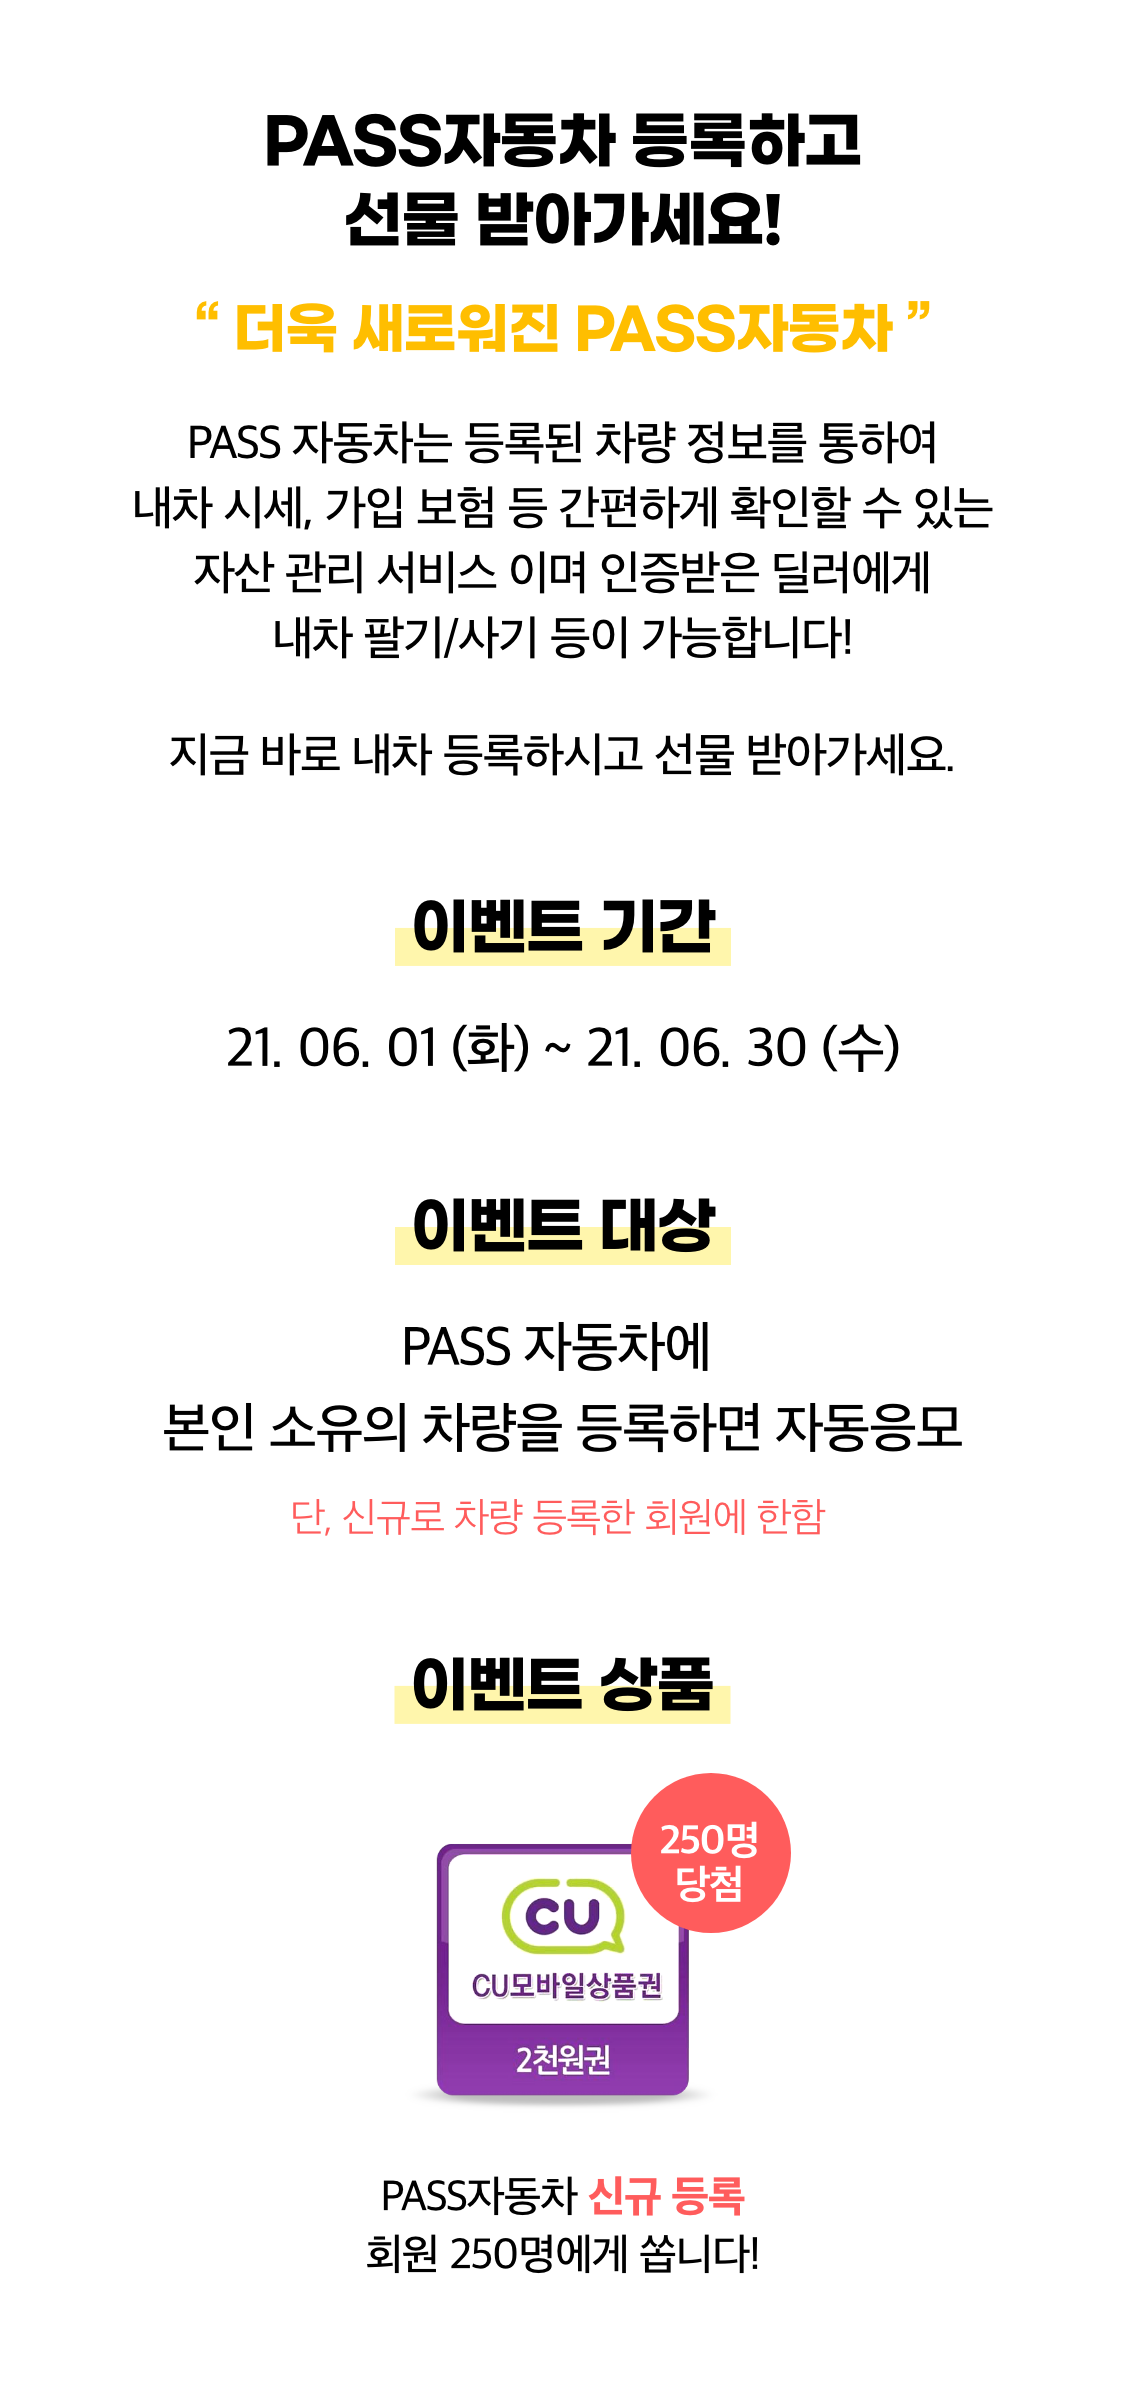 PASS자동차 등록하고
선물 받아가세요!
“ 더욱 새로워진 PASS자동차 ”
PASS 자동차는 등록된 차량 정보를 통하여
내차 시세, 가입 보험 등 간편하게 확인할 수 있는
자산 관리 서비스 이며 인증받은 딜러에게
내차 팔기/사기 등이 가능합니다!
지금 바로 내차 등록하시고 선물 받아가세요.
이벤트 기간
21. 06. 01 (화) ~ 21. 06. 30 (수)
이벤트 대상
PASS 자동차에
본인 소유의 차량을 등록하면 자동응모
단, 신규로 차량 등록한 회원에 한함
이벤트 상품
250명
당첨
CU
CU모바일상품권
2천원권
PASS자동차 신규 등록
회원 250명에게 쏩니다!